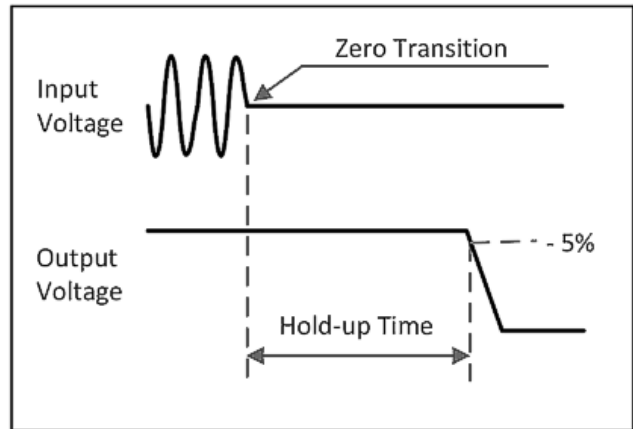 Zero Transition
Input
Voltage
- 5%
Output
Voltage
Hold-up Time